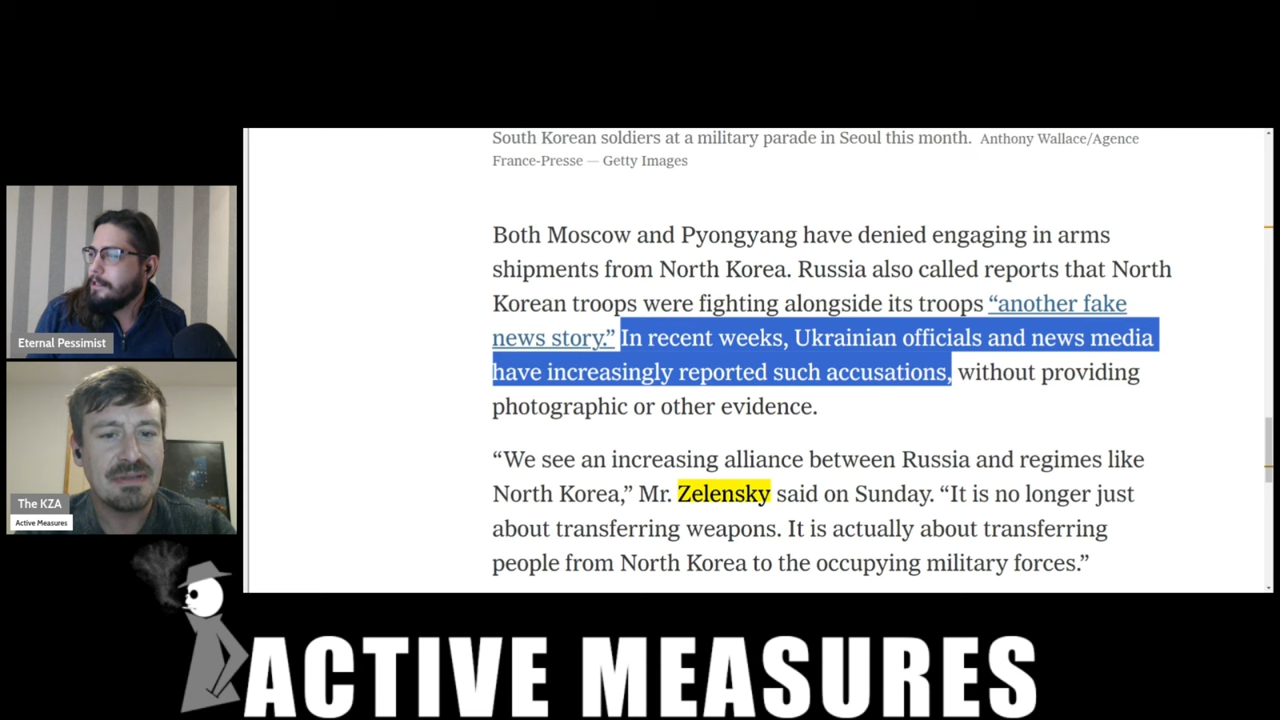 South Korean soldiers at a military parade in Seoul this month. Anthony Wallace/Agence
France-Presse — Getty Images
Both Moscow and Pyongyang have denied engaging in arms
shipments from North Korea. Russia also called reports that North
Korean troops were fighting alongside its troops “another fake
news story.” In recent weeks, Ukrainian officials and news media
have increasingly reported such accusations, without providing
photographic or other evidence.
“We see an increasing alliance between Russia and regimes like
North Korea,” Mr. Zelensky said on Sunday. “It is no longer just
about transferring weapons. It is actually about transferring
people from North Korea to the occupying military forces.”
Eternal Pessimist
The KZA
Active Measures
ACTIVE MEASURES